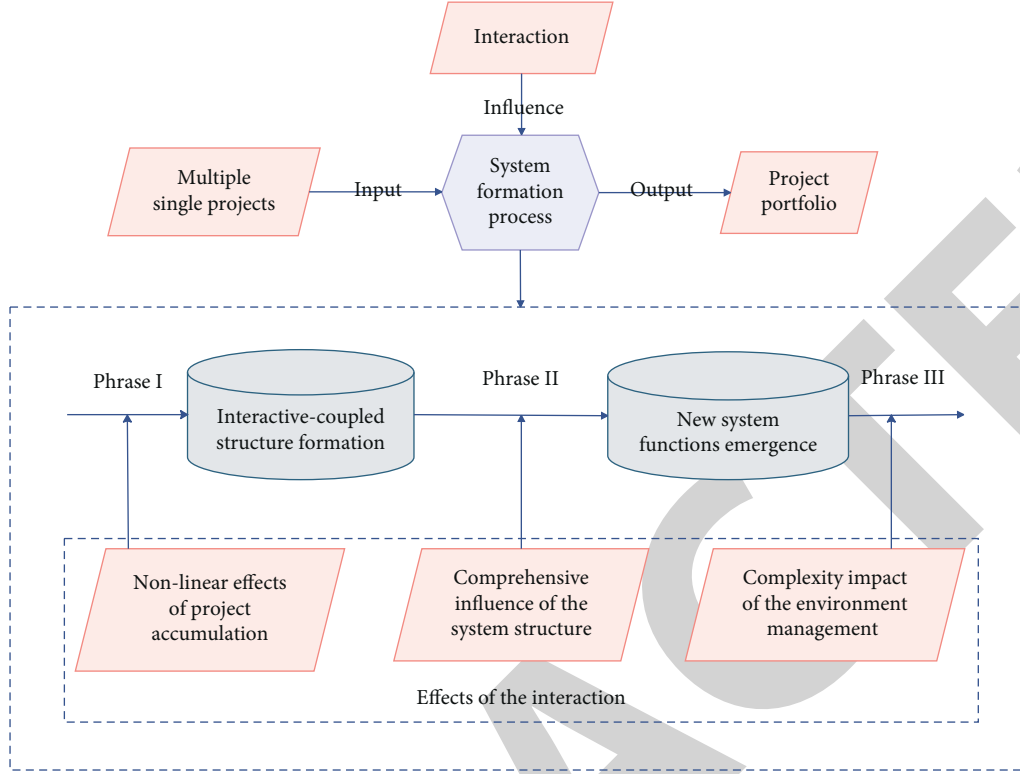 Interaction
Influence
Multiple
single projects
Input
System
formation
process
Output
Project
portfolio
Phrase I
Interactive-coupled
structure formation
Phrase II
New system
functions emergence
Phrase III
Non-linear effects
of project
accumulation
Comprehensive
influence of the
system structure
Complexity impact
of the environment
management
Effects of the interaction